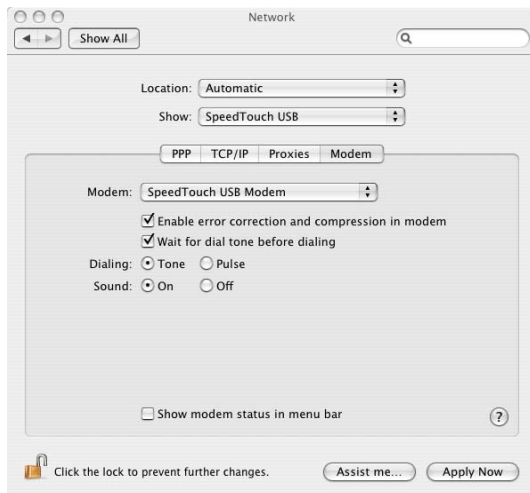 Network
Show All
Location: Automatic
Show: SpeedTouch USB
PPP TCP/IP Proxies Modem
Modem: SpeedTouch USB Modem
Enable error correction and compression in modem
Wait for dial tone before dialing
Dialing: Tone Pulse
Sound: On Off
Show modem status in menu bar
?
Click the lock to prevent further changes. Assist me... Apply Now